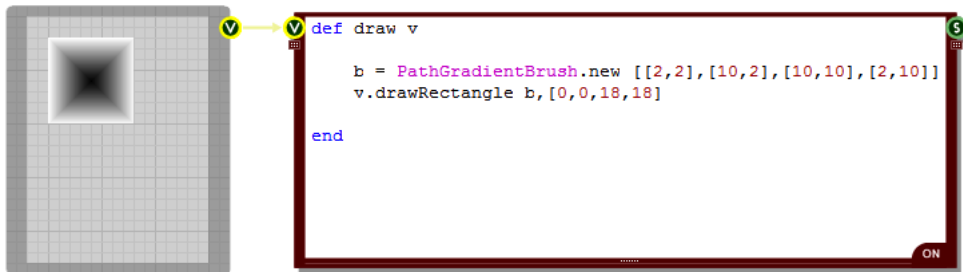 V
V
def draw v
S
b = PathGradientBrush.new [[2,2],[10,2],[10,10],[2,10]]
v.drawRectangle b,[0,0,18,18]
end
ON